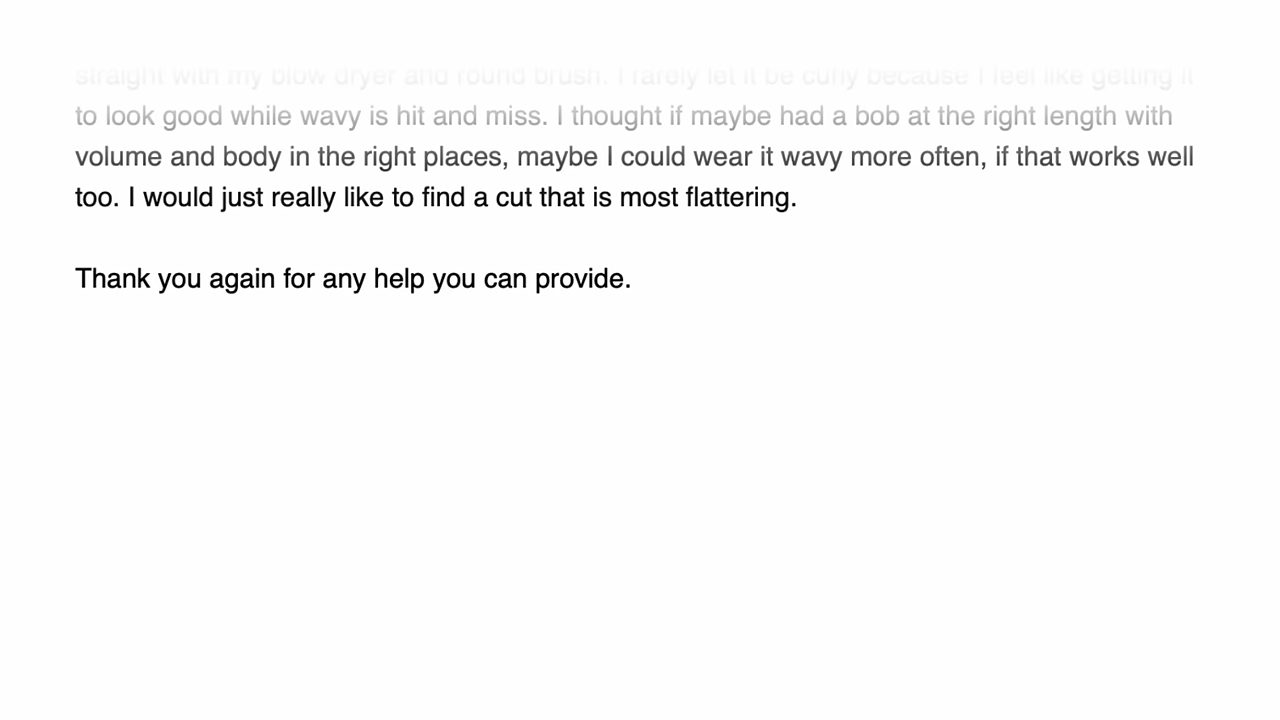 straight with my blow dryer and round brush. I rarely let it be curly because I feel like getting it
to look good while wavy is hit and miss. I thought if maybe had a bob at the right length with
volume and body in the right places, maybe I could wear it wavy more often, if that works well
too. I would just really like to find a cut that is most flattering.
Thank you again for any help you can provide.